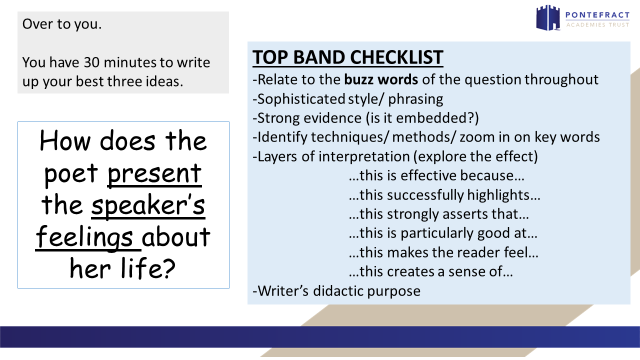 Over to you.
You have 30 minutes to write
up your best three ideas.
How does the
poet present
the speaker's
feelings about
her life?
PONTEFRACT
ACADEMIES TRUST
TOP BAND CHECKLIST
-Relate to the buzz words of the question throughout
-Sophisticated style/ phrasing
-Strong evidence (is it embedded?)
-Identify techniques/ methods/ zoom in on key words
-Layers of interpretation (explore the effect)
...this is effective because...
...this successfully highlights...
...this strongly asserts that...
...this is particularly good at...
...this makes the reader feel...
...this creates a sense of...
-Writer's didactic purpose